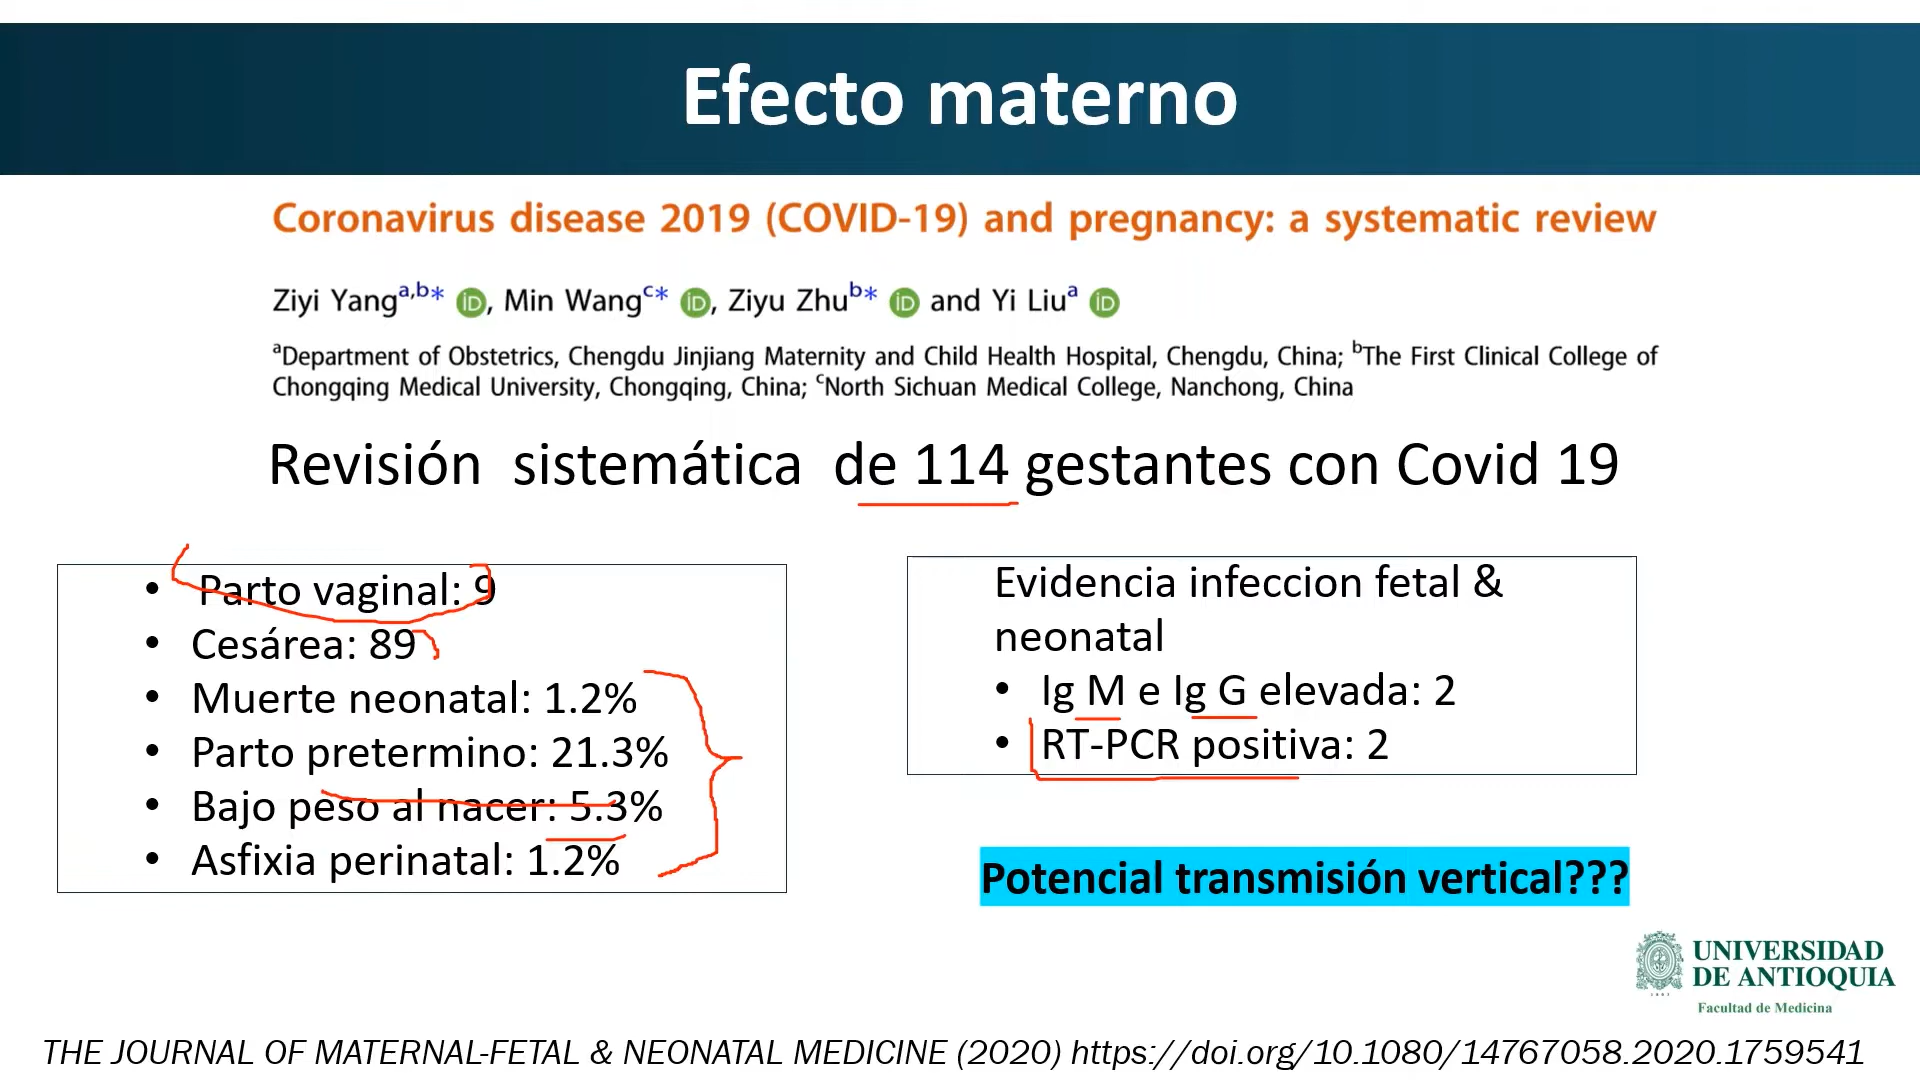 Efecto materno
Coronavirus disease 2019 (COVID-19) and pregnancy: a systematic review
Ziyi Yanga,b* iD, Min Wangc* iD, Ziyu Zhub* iD and Yi Liua iD
aDepartment of Obstetrics, Chengdu Jinjiang Maternity and Child Health Hospital, Chengdu, China; bThe First Clinical College of
Chongqing Medical University, Chongqing, China; cNorth Sichuan Medical College, Nanchong, China
Revisión sistemática de 114 gestantes con Covid 19
• Parto vaginal: 9
• Cesárea: 89
• Muerte neonatal: 1.2%
• Parto pretermino: 21.3%
• Bajo peso al nacer: 5.3%
• Asfixia perinatal: 1.2%
Evidencia infeccion fetal &
neonatal
• Ig M e Ig G elevada: 2
• RT-PCR positiva: 2
Potencial transmisión vertical???
UNIVERSIDAD
DE ANTIOQUIA
Facultad de Medicina
THE JOURNAL OF MATERNAL-FETAL & NEONATAL MEDICINE (2020) https://doi.org/10.1080/14767058.2020.1759541